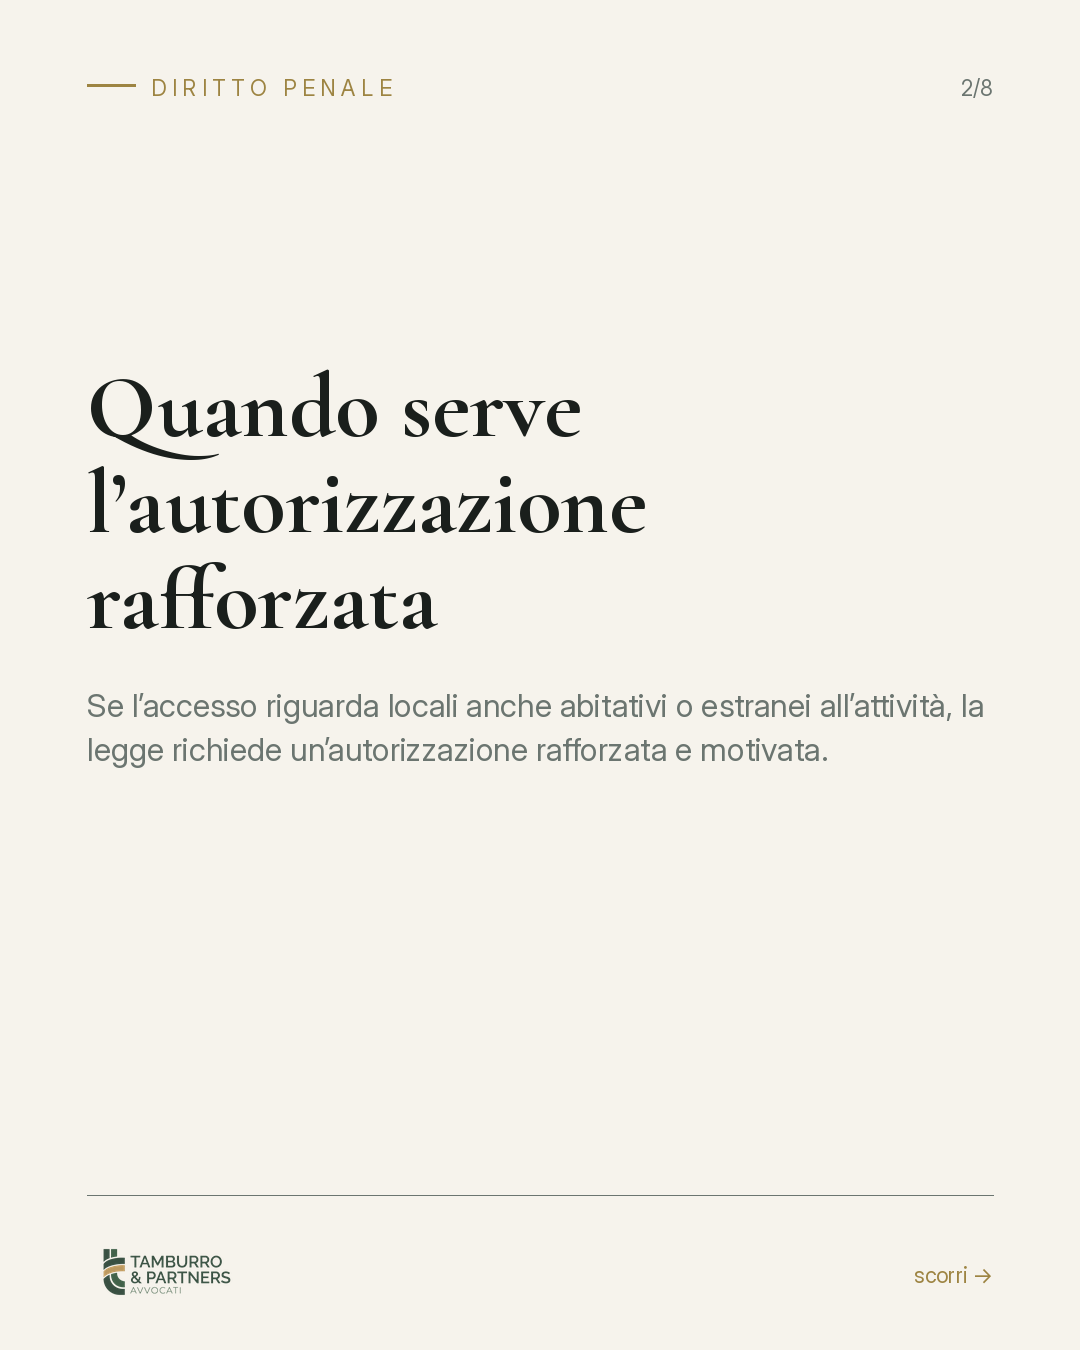 DIRITTO PENALE
2/8
Quando serve
l’autorizzazione
rafforzata
Se l’accesso riguarda locali anche abitativi o estranei all’attività, la
legge richiede un’autorizzazione rafforzata e motivata.
TAMBURRO
& PARTNERS
AVVOCATI
scorri →